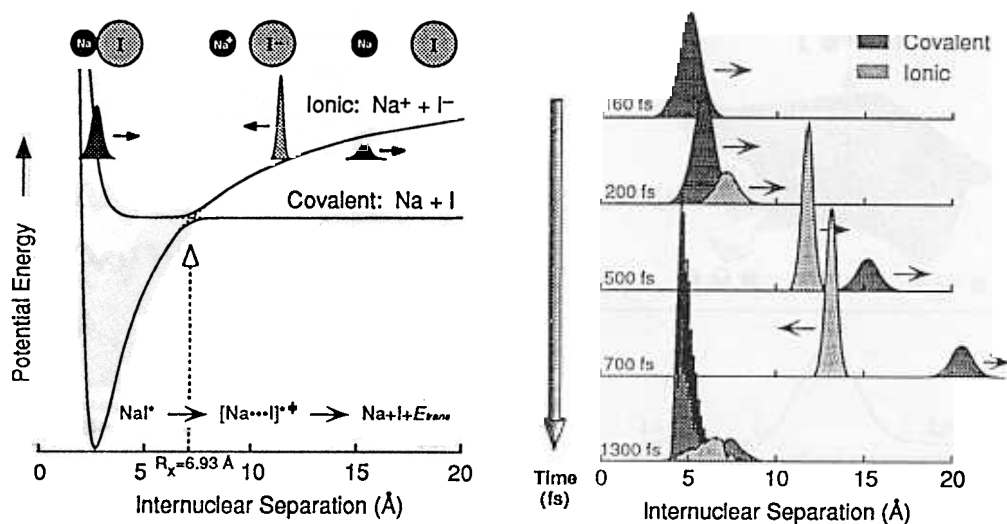 Na I Na⁺ I⁻ Na I
Ionic: Na⁺ + I⁻
Covalent: Na + I
Potential Energy
NaI* → [Na•••I]*‡ → Na+I+Etrans
0 5 10 15 20
Rx=6.93 Å
Internuclear Separation (Å)
Covalent
Ionic
160 fs
200 fs
500 fs
700 fs
1300 fs
Time
(fs)
0 5 10 15 20
Internuclear Separation (Å)